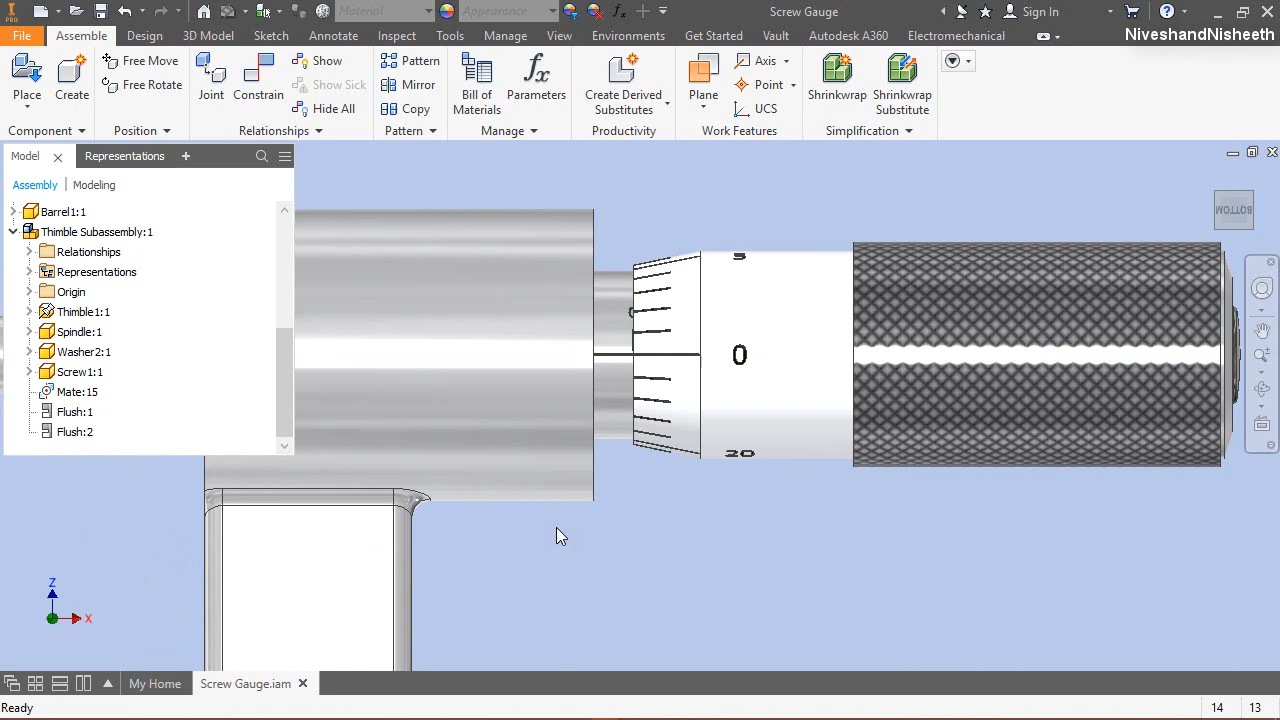 PRO
Material
Appearance
fx
Screw Gauge
Sign In
File
Assemble
Design
3D Model
Sketch
Annotate
Inspect
Tools
Manage
View
Environments
Get Started
Vault
Autodesk A360
Electromechanical
NiveshandNisheeth
Place
Create
Free Move
Free Rotate
Joint
Constrain
Show
Show Sick
Hide All
Pattern
Mirror
Copy
Bill of
Materials
fx
Parameters
Create Derived
Substitutes
Plane
Axis
Point
UCS
Shrinkwrap
Shrinkwrap
Substitute
Component
Position
Relationships
Pattern
Manage
Productivity
Work Features
Simplification
Model
Representations
Assembly
Modeling
Barrel1:1
Thimble Subassembly:1
Relationships
Representations
Origin
Thimble1:1
Spindle:1
Washer2:1
Screw1:1
Mate:15
Flush:1
Flush:2
5
0
0
20
BOTTOM
Z
X
My Home
Screw Gauge.iam
Ready
14
13